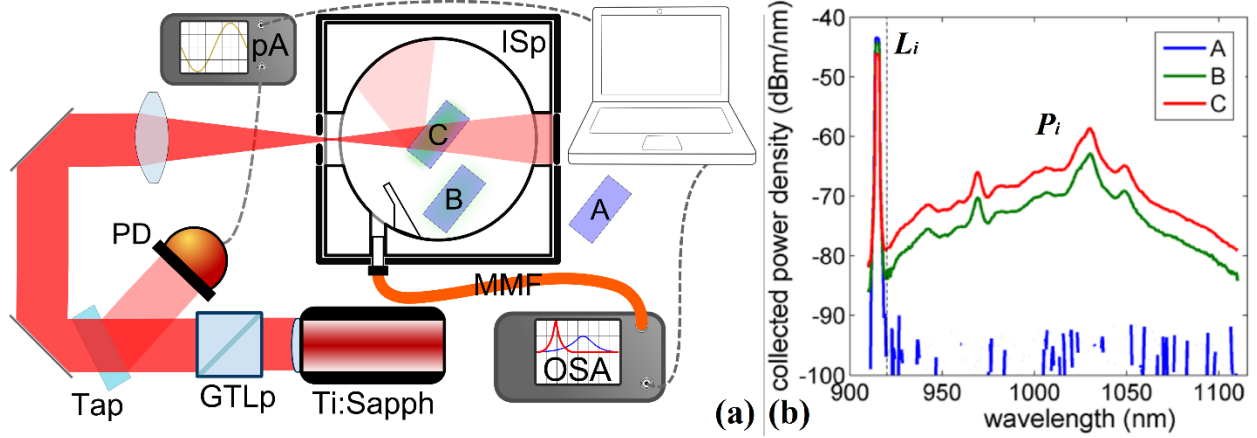 pA
ISp
C
B
A
PD
MMF
OSA
Tap
GTLp
Ti:Sapph
(a)
collected power density (dBm/nm)
-40
-50
-60
-70
-80
-90
-100
Li
Pi
A
B
C
900
950
1000
1050
1100
wavelength (nm)
(b)